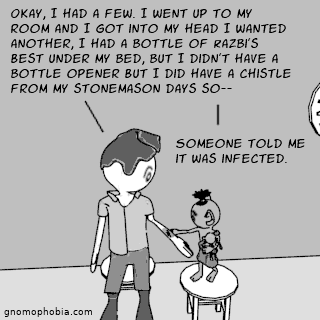 OKAY, I HAD A FEW. I WENT UP TO MY
ROOM AND I GOT INTO MY HEAD I WANTED
ANOTHER, I HAD A BOTTLE OF RAZBI'S
BEST UNDER MY BED, BUT I DIDN'T HAVE A
BOTTLE OPENER BUT I DID HAVE A CHISTLE
FROM MY STONEMASON DAYS SO--
SOMEONE TOLD ME
IT WAS INFECTED.
gnomophobia.com